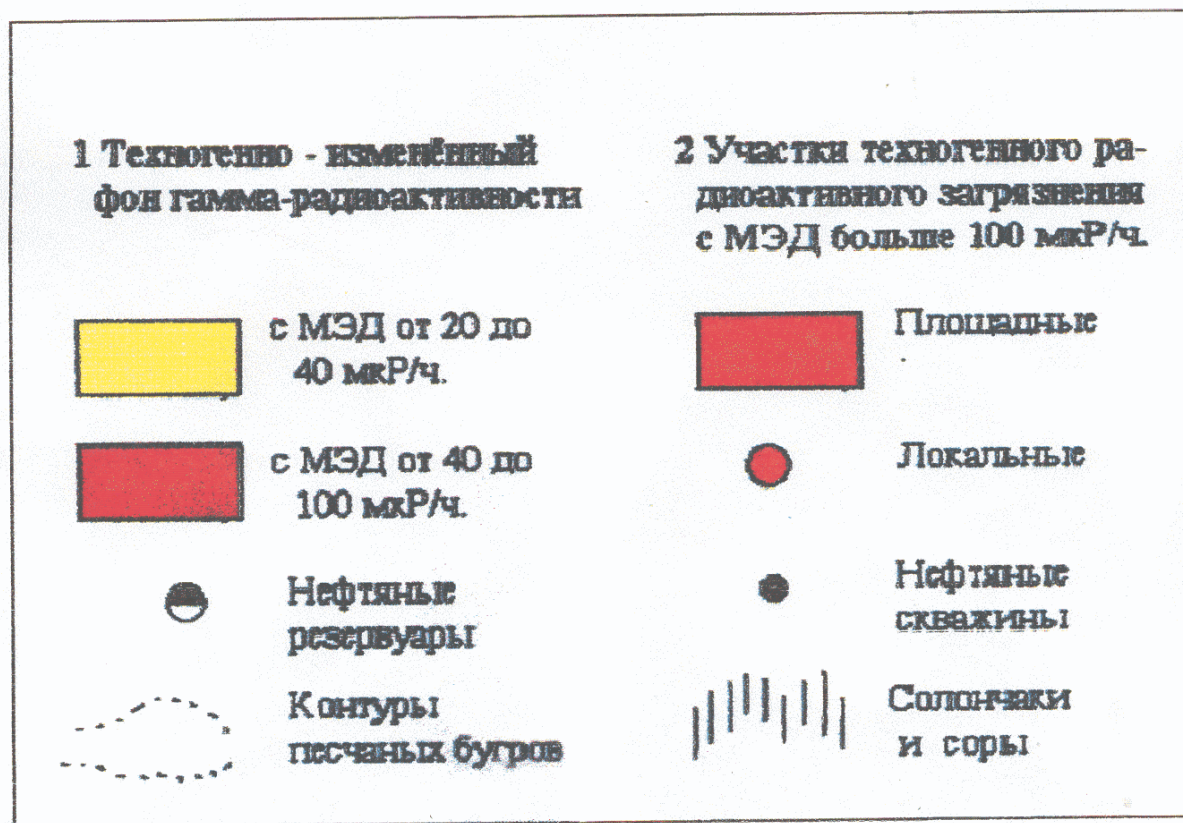 1 Техногенно - изменённый
фон гамма-радиоактивности
с МЭД от 20 до
40 мкР/ч.
с МЭД от 40 до
100 мкР/ч.
Нефтяные
резервуары
Контуры
песчаных бугров
2 Участки техногенного ра-
диоактивного загрязнения
с МЭД больше 100 мкР/ч.
Площадные
Локальные
Нефтяные
скважины
Солончаки
и соры